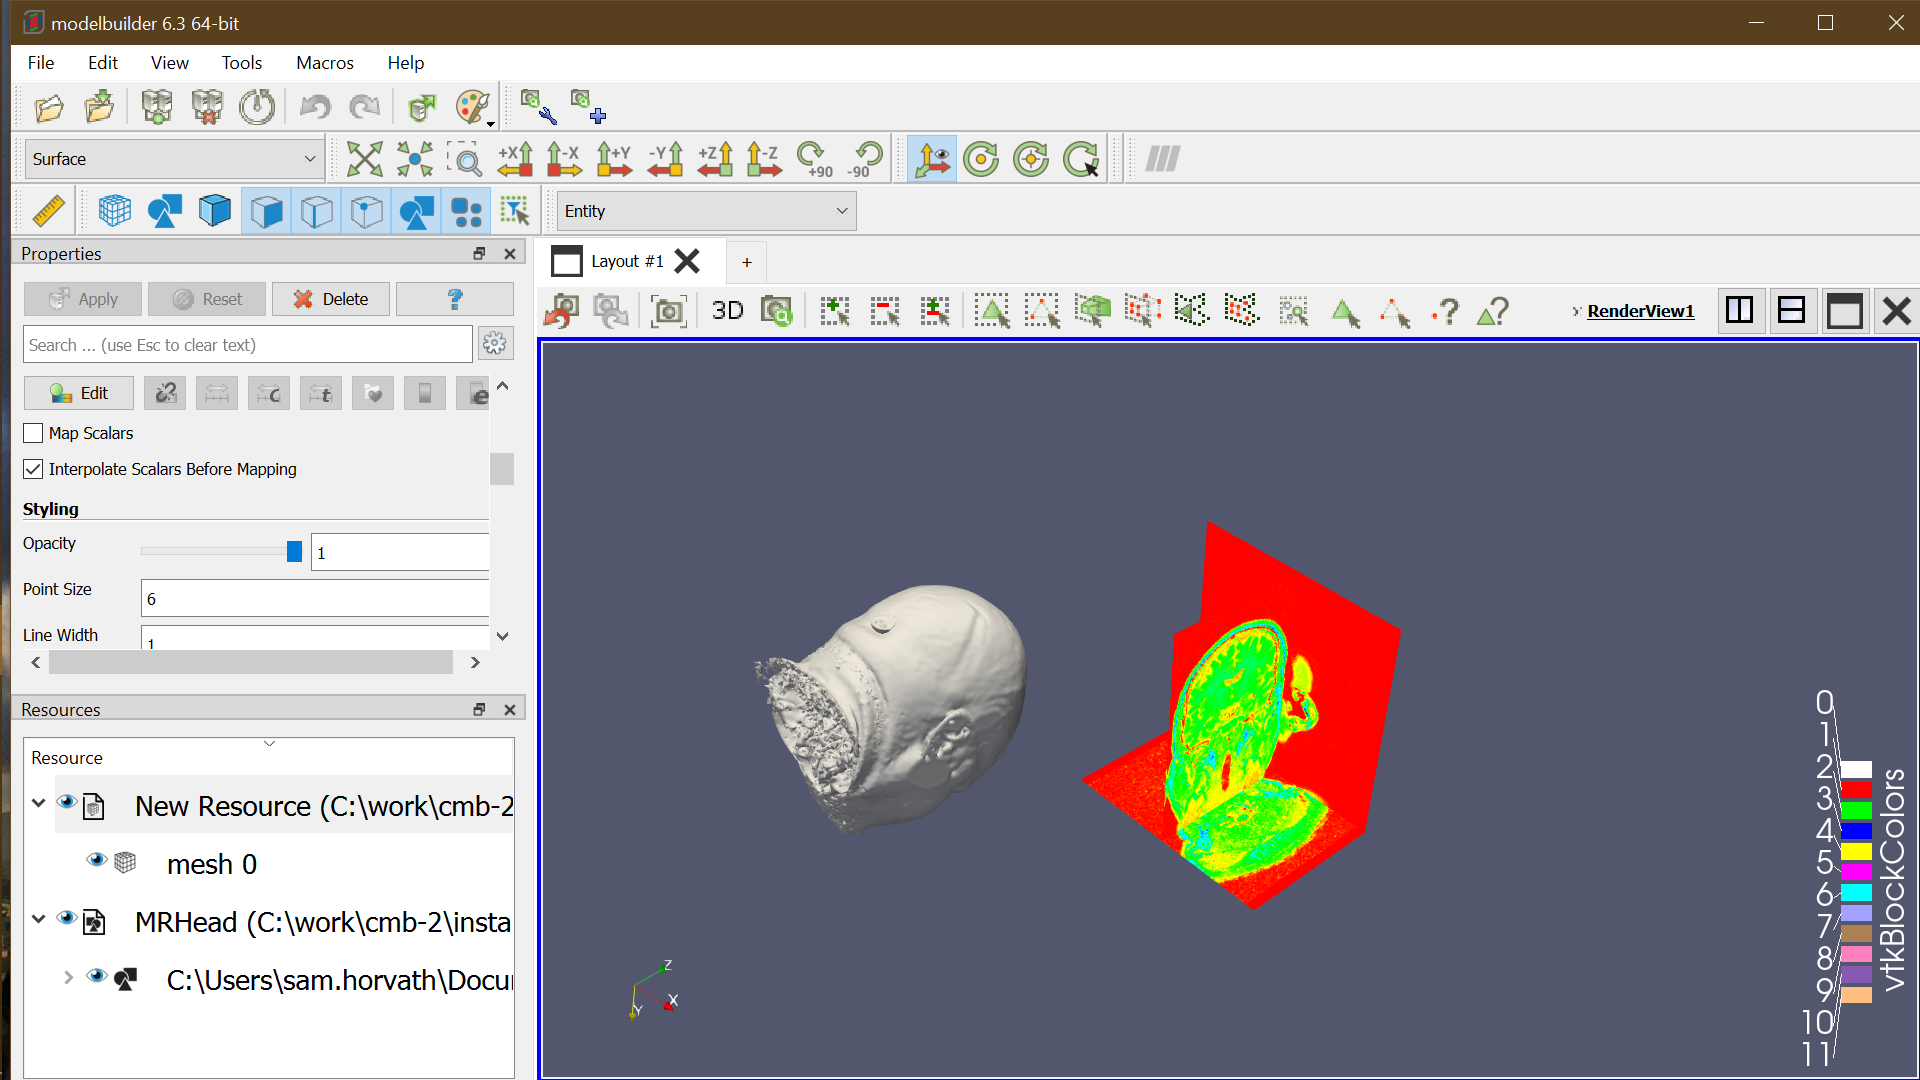 modelbuilder 6.3 64-bit
File Edit View Tools Macros Help
Surface
+X -X +Y -Y +Z -Z +90 -90
Entity
Properties
Apply Reset Delete ?
Search ... (use Esc to clear text)
Edit c t e
Map Scalars
Interpolate Scalars Before Mapping
Styling
Opacity 1
Point Size 6
Line Width 1
Resources
Resource
New Resource (C:\work\cmb-2
mesh 0
MRHead (C:\work\cmb-2\insta
C:\Users\sam.horvath\Docu
Layout #1 +
3D ? ? RenderView1
Z
X
Y
0
1
2
3
4
5
6
7
8
9
10
11
vtkBlockColors